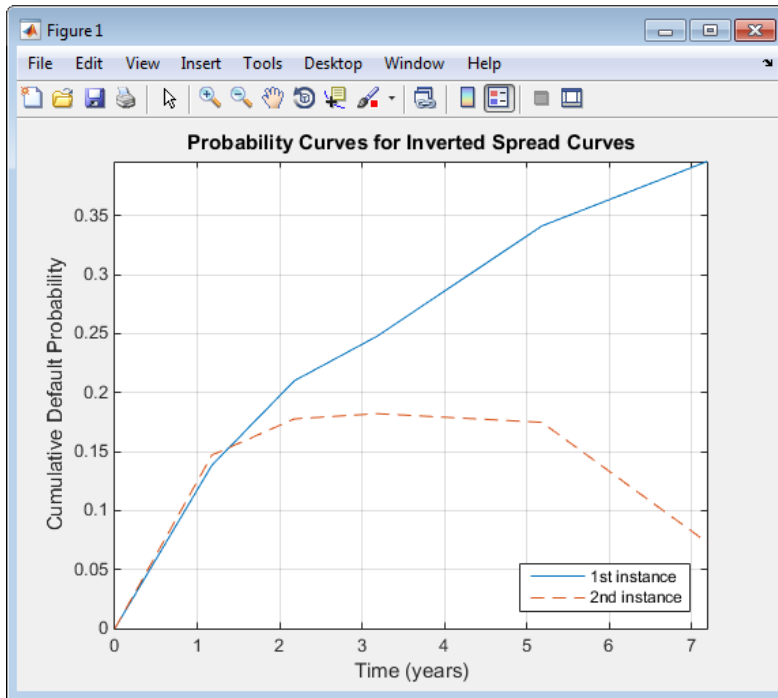 Figure 1
File Edit View Insert Tools Desktop Window Help
Probability Curves for Inverted Spread Curves
Cumulative Default Probability
0.35
0.3
0.25
0.2
0.15
0.1
0.05
0
0 1 2 3 4 5 6 7
Time (years)
1st instance
2nd instance